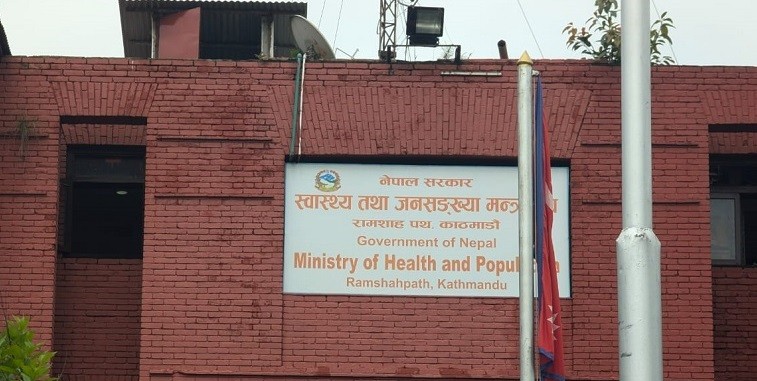 नेपाल सरकार
स्वास्थ्य तथा जनसङ्ख्या
रामशाह पथ, काठमाडौं
Government of Nepal
Ministry of Health and
Ramshahpath, Kathmandu